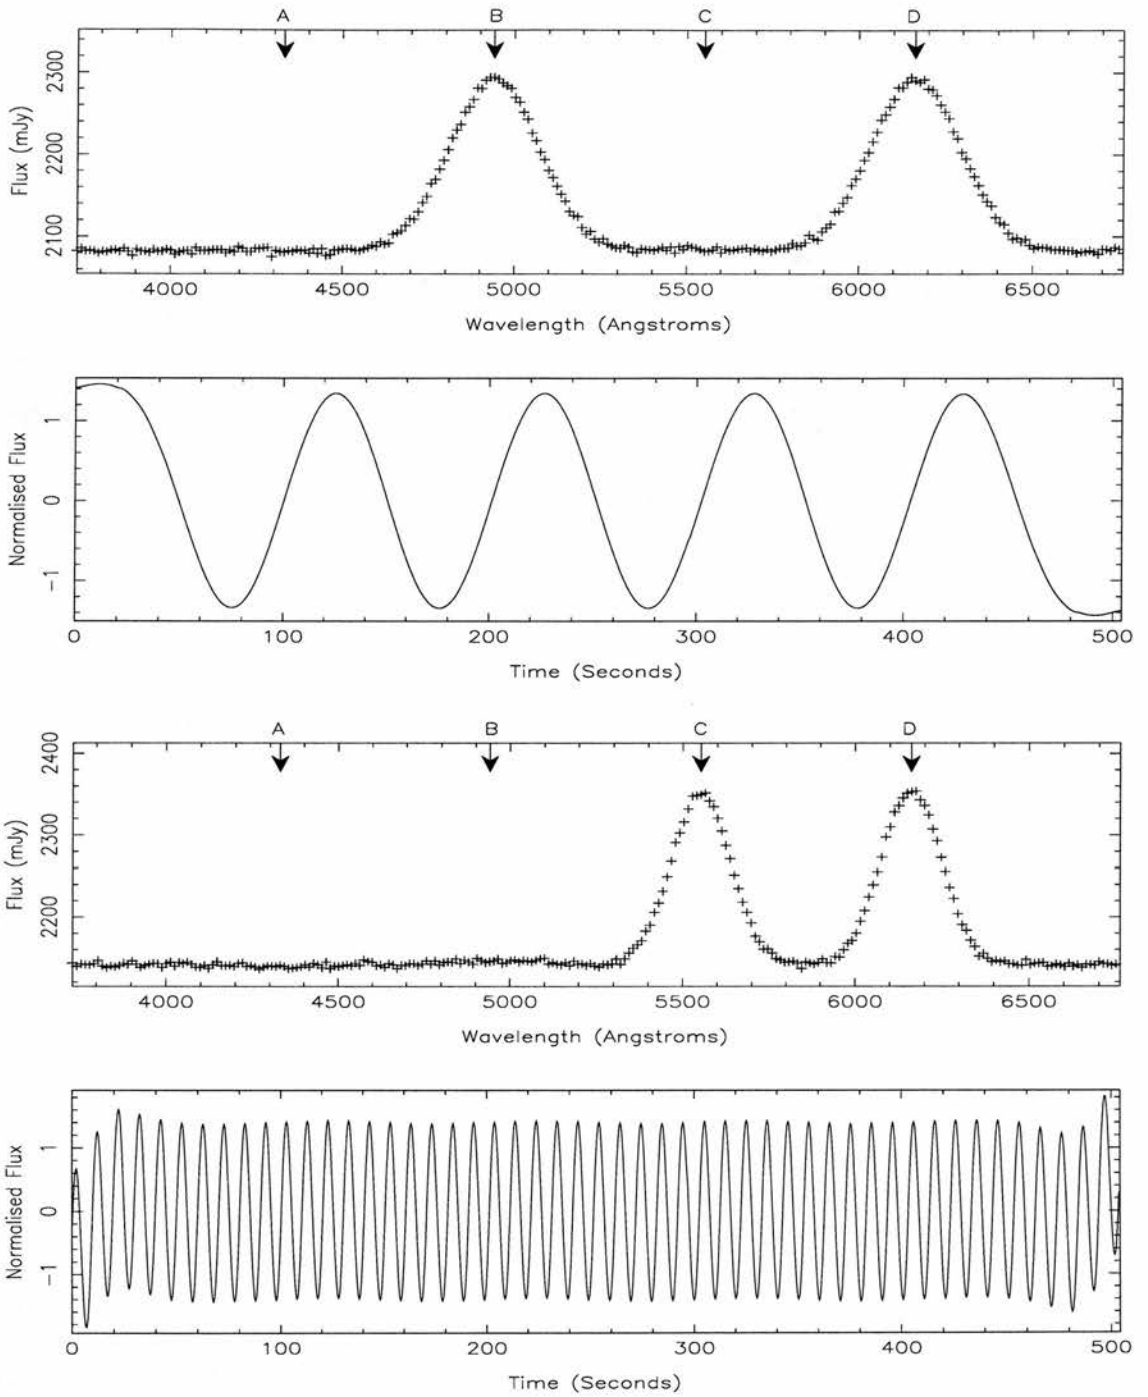 A B C D
2300
2200
2100
Flux (mJy)
4000 4500 5000 5500 6000 6500
Wavelength (Angstroms)
1
0
−1
Normalised Flux
0 100 200 300 400 500
Time (Seconds)
A B C D
2400
2300
2200
Flux (mJy)
4000 4500 5000 5500 6000 6500
Wavelength (Angstroms)
1
0
−1
Normalised Flux
0 100 200 300 400 500
Time (Seconds)